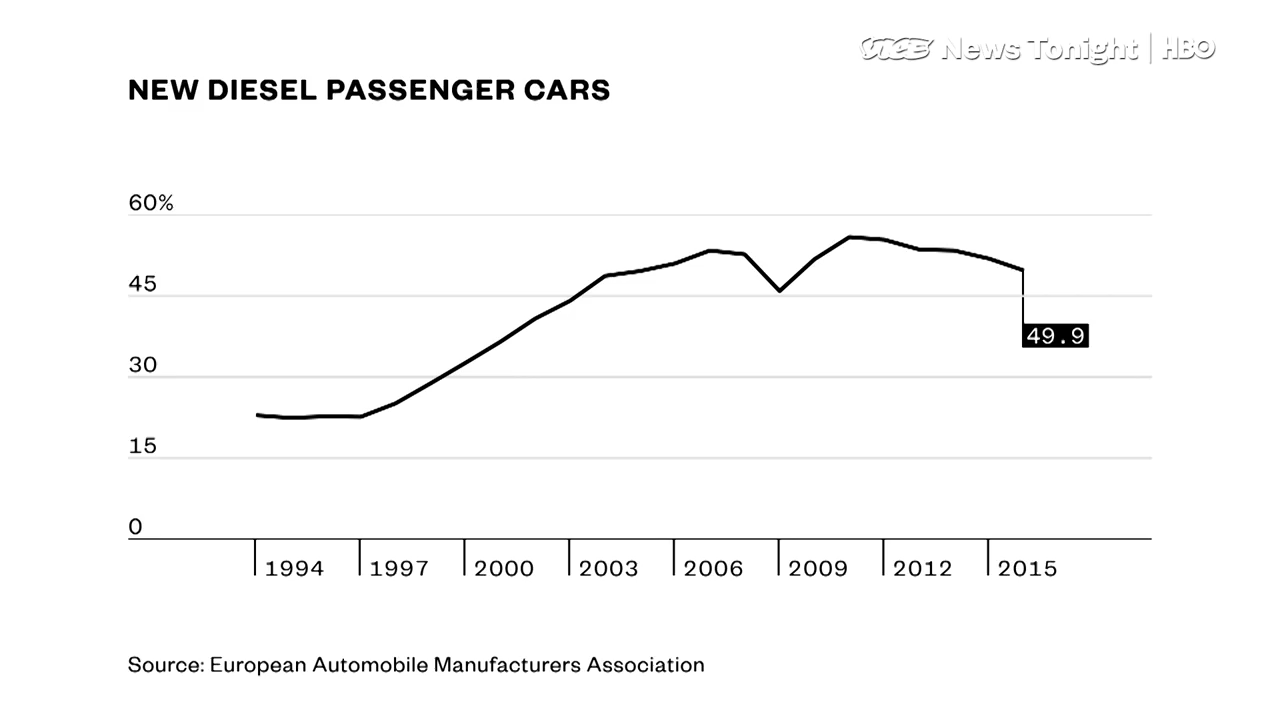 VICE News Tonight | HBO
NEW DIESEL PASSENGER CARS
60%
45
30
15
0
49.9
1994 1997 2000 2003 2006 2009 2012 2015
Source: European Automobile Manufacturers Association